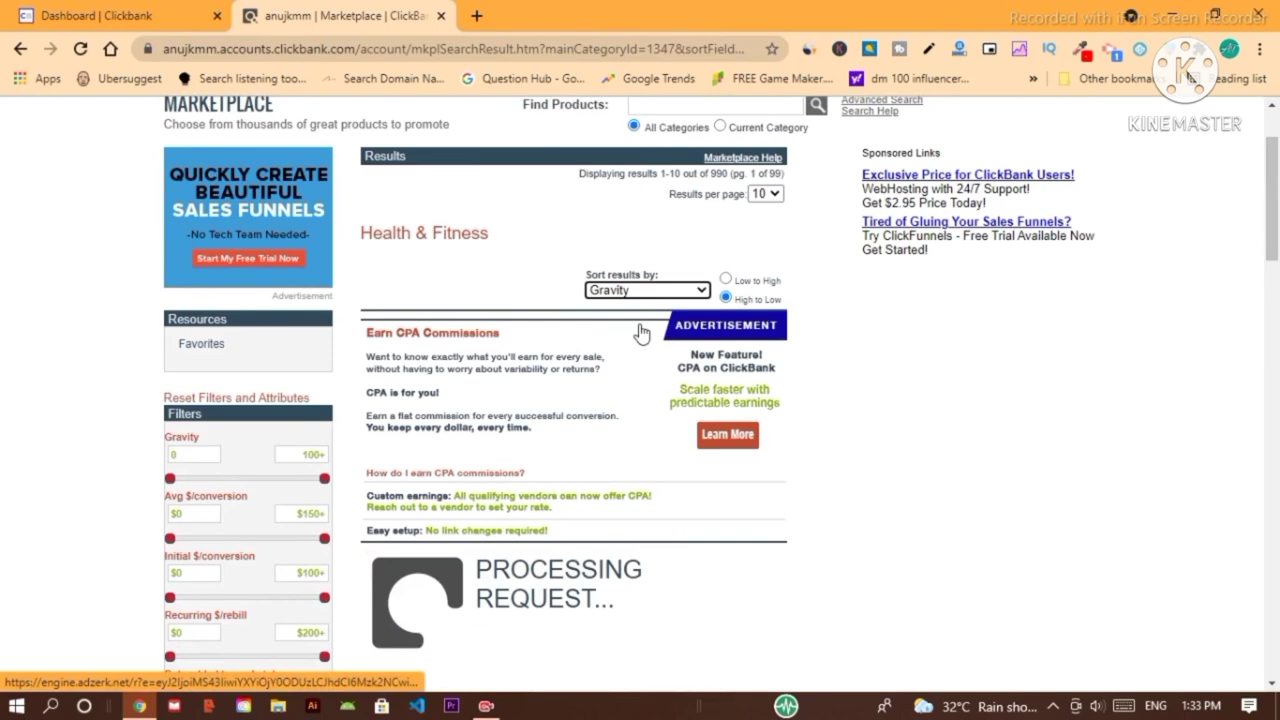 Dashboard | Clickbank
anujkmm | Marketplace | ClickBa
Recorded with iFun Screen Recorder
anujkmm.accounts.clickbank.com/account/mkplSearchResult.htm?mainCategoryId=1347&sortField...
Apps
Ubersuggest
Search listening too...
Search Domain Na...
Question Hub - Go...
Google Trends
FREE Game Maker....
dm 100 influencer...
»
Other bookmarks
Reading list
K
KINEMASTER
MARKETPLACE
Choose from thousands of great products to promote
Find Products:
All Categories
Current Category
Advanced Search
Search Help
QUICKLY CREATE
BEAUTIFUL
SALES FUNNELS
-No Tech Team Needed-
Start My Free Trial Now
Advertisement
Resources
Favorites
Reset Filters and Attributes
Filters
Gravity
0 100+
Avg $/conversion
$0 $150+
Initial $/conversion
$0 $100+
Recurring $/rebill
$0 $200+
Results
Marketplace Help
Displaying results 1-10 out of 990 (pg. 1 of 99)
Results per page: 10
Health & Fitness
Sort results by:
Gravity
Low to High
High to Low
Earn CPA Commissions
ADVERTISEMENT
Want to know exactly what you'll earn for every sale,
without having to worry about variability or returns?
CPA is for you!
Earn a flat commission for every successful conversion.
You keep every dollar, every time.
New Feature!
CPA on ClickBank
Scale faster with
predictable earnings
Learn More
How do I earn CPA commissions?
Custom earnings: All qualifying vendors can now offer CPA!
Reach out to a vendor to set your rate.
Easy setup: No link changes required!
PROCESSING
REQUEST...
Sponsored Links
Exclusive Price for ClickBank Users!
WebHosting with 24/7 Support!
Get $2.95 Price Today!
Tired of Gluing Your Sales Funnels?
Try ClickFunnels - Free Trial Available Now
Get Started!
https://engine.adzerk.net/r?e=eyJ2IjoiMS43IiwiYXYiOjY0ODUzLCJhdCI6Mzk2NCwi...
32°C Rain sho...
ENG
1:33 PM